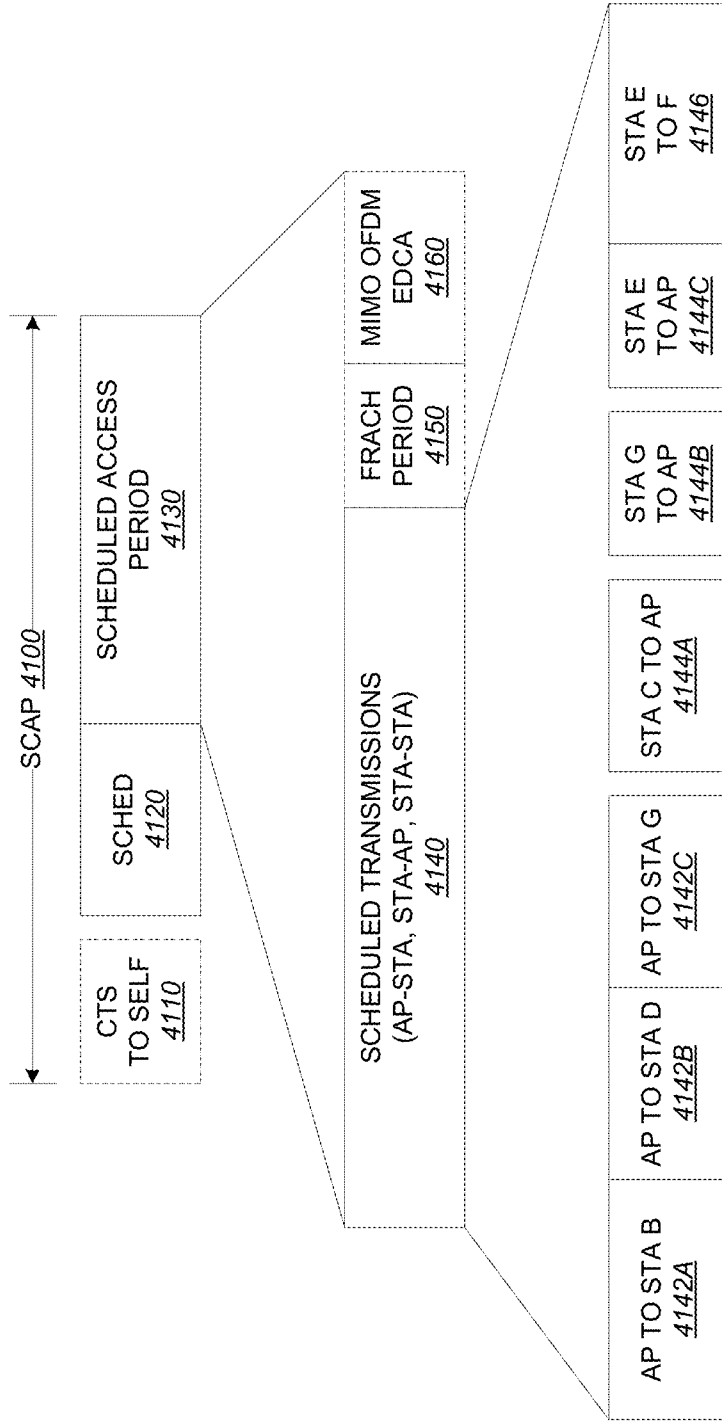 SCAP 4100
CTS
TO SELF
4110
SCHED
4120
SCHEDULED ACCESS
PERIOD
4130
SCHEDULED TRANSMISSIONS
(AP-STA, STA-AP, STA-STA)
4140
FRACH
PERIOD
4150
MIMO OFDM
EDCA
4160
AP TO STA B
4142A
AP TO STA D
4142B
AP TO STA G
4142C
STA C TO AP
4144A
STA G
TO AP
4144B
STA E
TO AP
4144C
STA E
TO F
4146